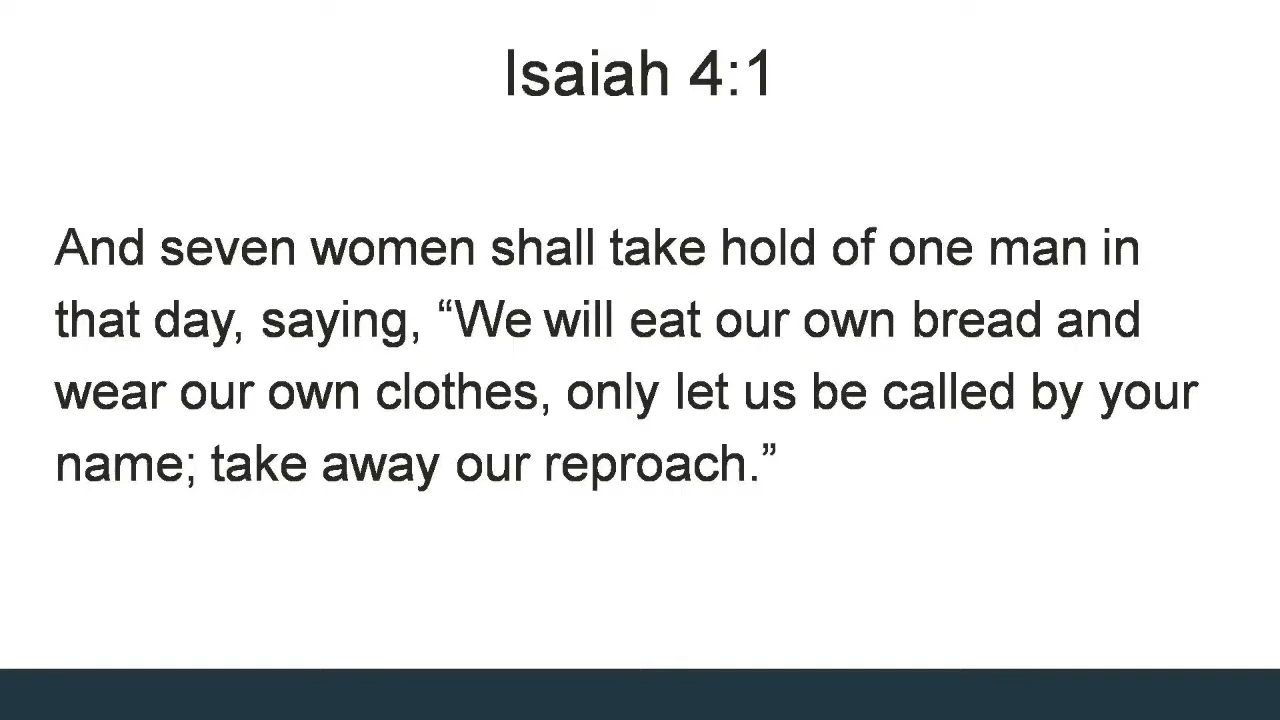 Isaiah 4:1
And seven women shall take hold of one man in
that day, saying, “We will eat our own bread and
wear our own clothes, only let us be called by your
name; take away our reproach.”